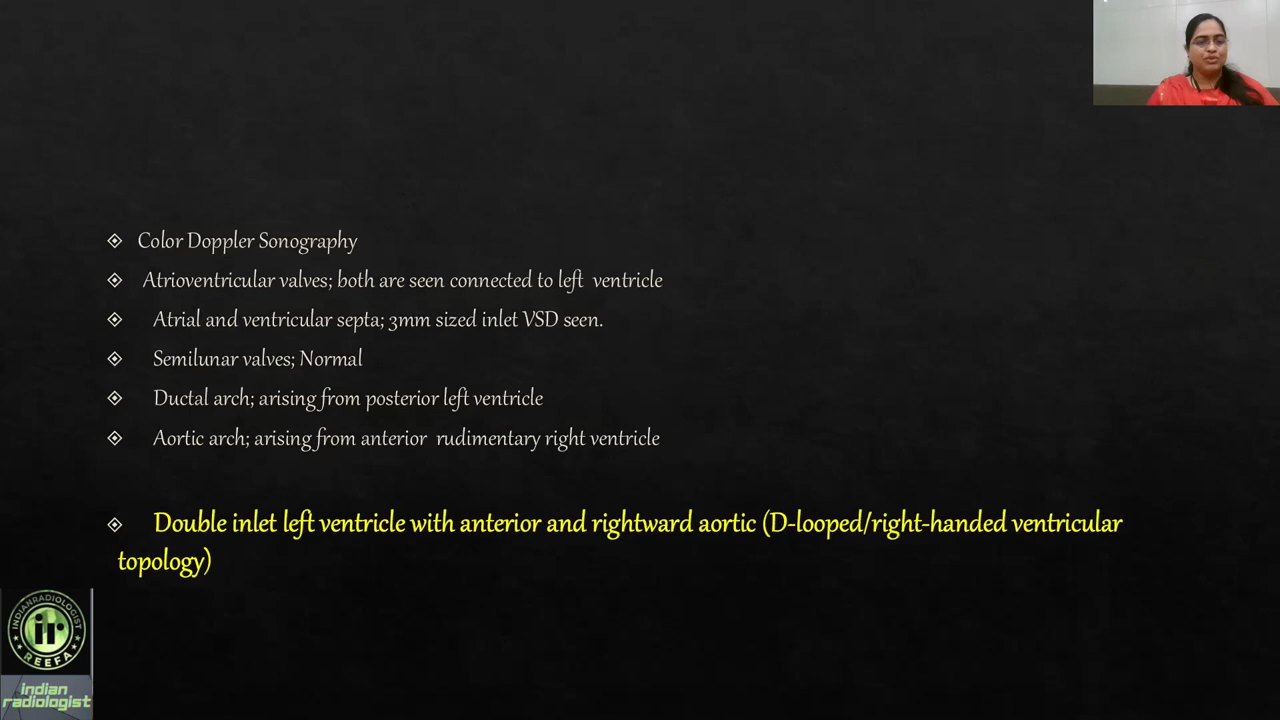 Color Doppler Sonography
Atrioventricular valves; both are seen connected to left ventricle
Atrial and ventricular septa; 3mm sized inlet VSD seen.
Semilunar valves; Normal
Ductal arch; arising from posterior left ventricle
Aortic arch; arising from anterior rudimentary right ventricle
Double inlet left ventricle with anterior and rightward aortic (D-looped/right-handed ventricular
topology)
INDIANRADIOLOGIST
ir
REEFA
indian
radiologist